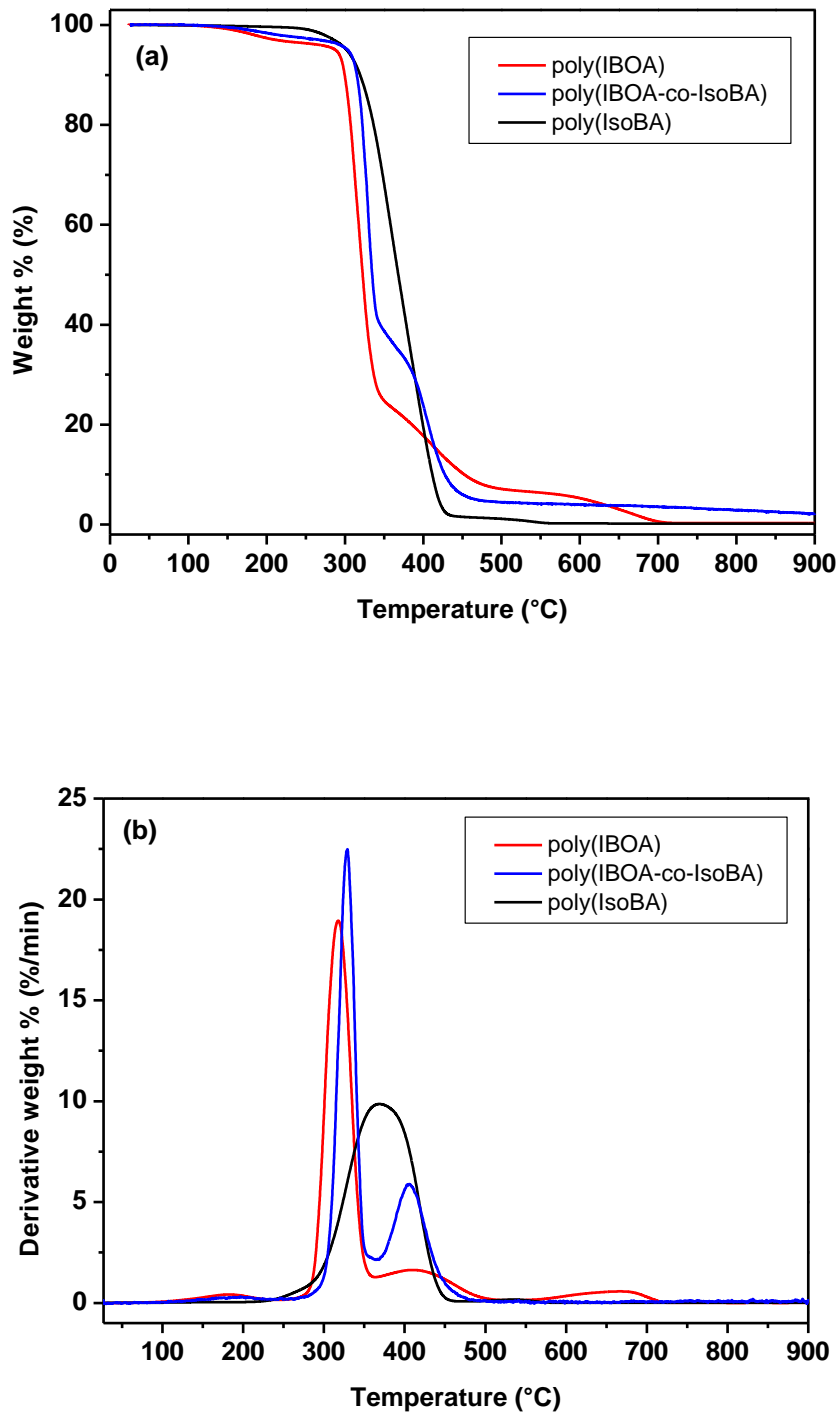 (a)
poly(IBOA)
poly(IBOA-co-IsoBA)
poly(IsoBA)
Weight % (%)
100
80
60
40
20
0
0 100 200 300 400 500 600 700 800 900
Temperature (°C)
(b)
poly(IBOA)
poly(IBOA-co-IsoBA)
poly(IsoBA)
Derivative weight % (%/min)
25
20
15
10
5
0
100 200 300 400 500 600 700 800 900
Temperature (°C)